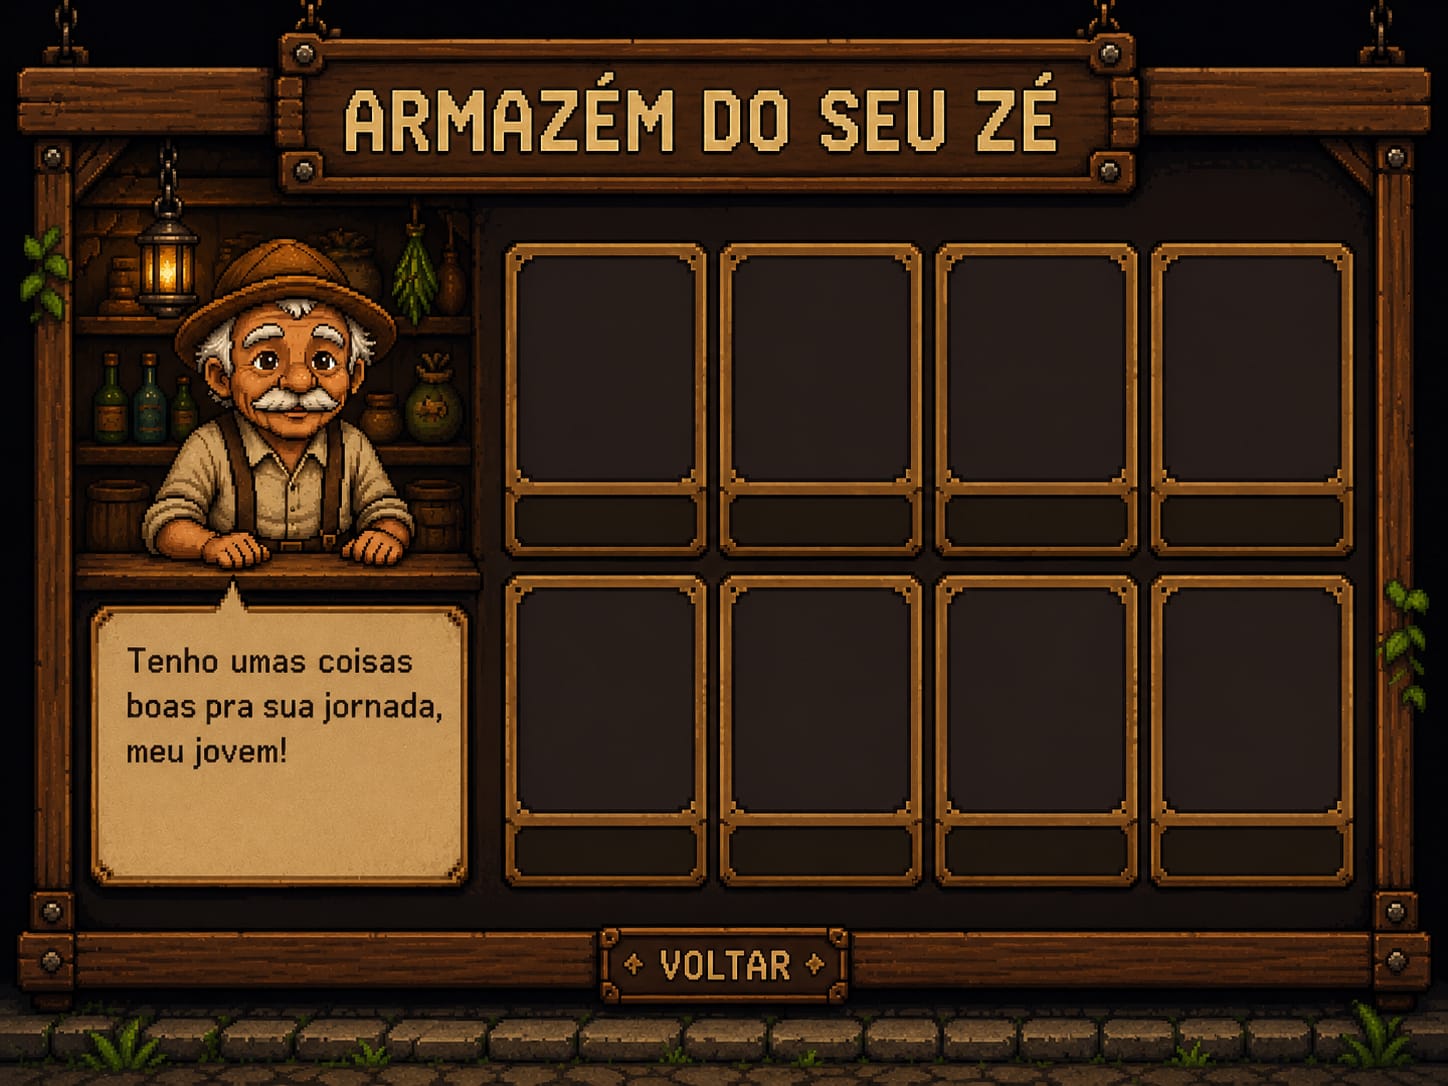 ARMAZÉM DO SEU ZÉ
Tenho umas coisas
boas pra sua jornada,
meu jovem!
VOLTAR